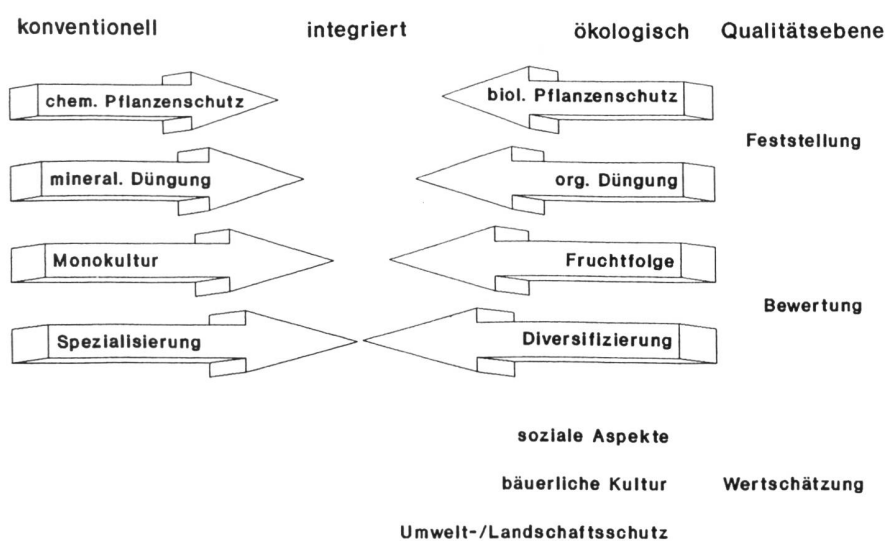 konventionell integriert ökologisch Qualitätsebene
chem. Pflanzenschutz biol. Pflanzenschutz
Feststellung
mineral. Düngung org. Düngung
Monokultur Fruchtfolge
Bewertung
Spezialisierung Diversifizierung
soziale Aspekte
bäuerliche Kultur Wertschätzung
Umwelt-/Landschaftsschutz